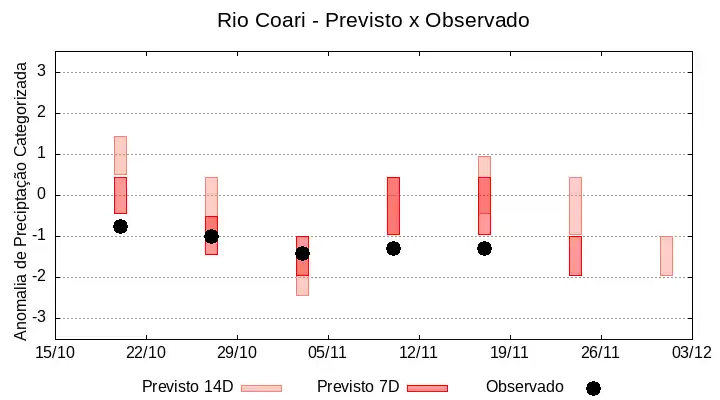 Rio Coari - Previsto x Observado
Anomalia de Preciptação Categorizada
3
2
1
0
-1
-2
-3
15/10 22/10 29/10 05/11 12/11 19/11 26/11 03/12
Previsto 14D Previsto 7D Observado